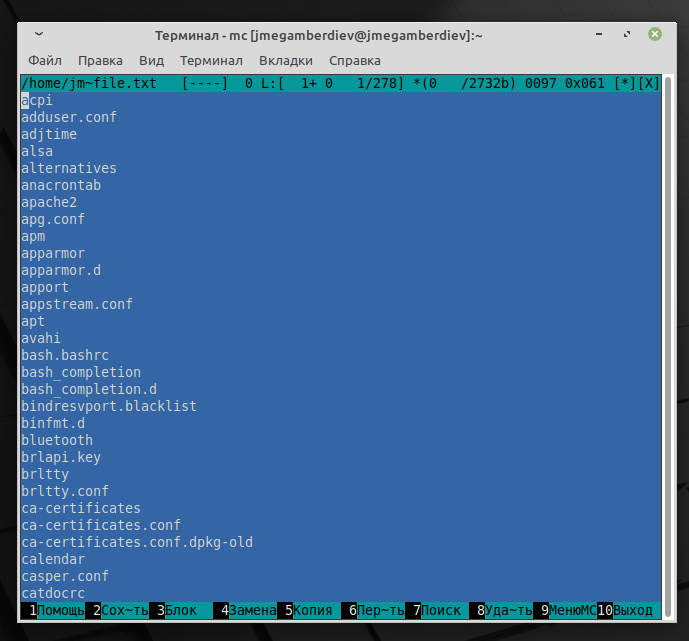 Терминал - mc [jmegamberdiev@jmegamberdiev]:~
Файл Правка Вид Терминал Вкладки Справка
/home/jm~file.txt [----] 0 L:[ 1+ 0 1/278] *(0 /2732b) 0097 0x061 [*][X]
acpi
adduser.conf
adjtime
alsa
alternatives
anacrontab
apache2
apg.conf
apm
apparmor
apparmor.d
apport
appstream.conf
apt
avahi
bash.bashrc
bash_completion
bash_completion.d
bindresvport.blacklist
binfmt.d
bluetooth
brlapi.key
brltty
brltty.conf
ca-certificates
ca-certificates.conf
ca-certificates.conf.dpkg-old
calendar
casper.conf
catdocrc
1Помощь 2Сох~ть 3Блок 4Замена 5Копия 6Пер~ть 7Поиск 8Уда~ть 9МенюMC 10Выход